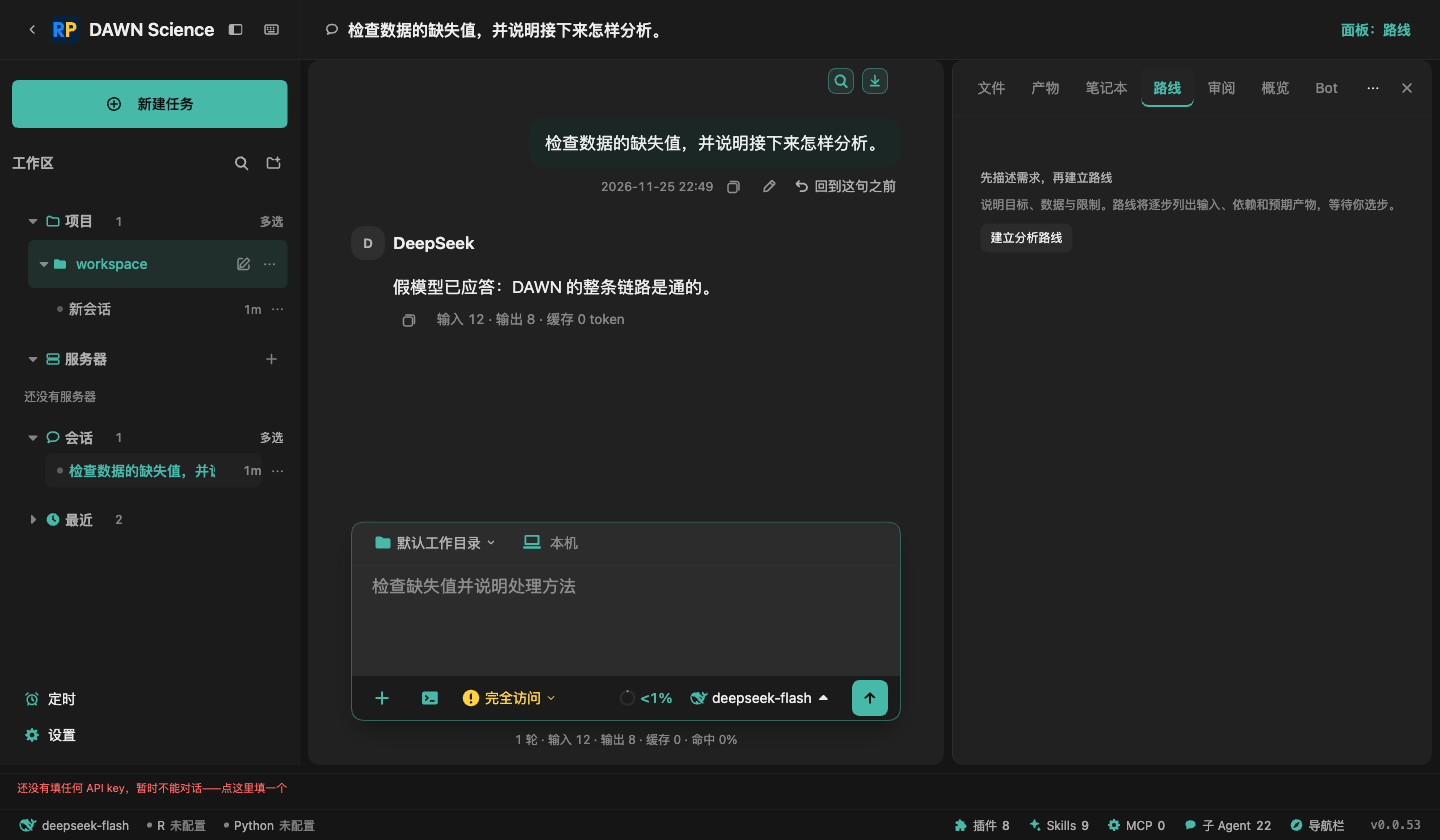 RP DAWN Science
检查数据的缺失值，并说明接下来怎样分析。
面板：路线
新建任务
工作区
项目 1 多选
workspace
新会话 1m
服务器
还没有服务器
会话 1 多选
检查数据的缺失值，并 1m
最近 2
定时
设置
检查数据的缺失值，并说明接下来怎样分析。
2026-11-25 22:49 回到这句之前
D DeepSeek
假模型已应答：DAWN 的整条链路是通的。
输入 12 · 输出 8 · 缓存 0 token
默认工作目录 本机
检查缺失值并说明处理方法
完全访问 <1% deepseek-flash
1 轮 · 输入 12 · 输出 8 · 缓存 0 · 命中 0%
文件 产物 笔记本 路线 审阅 概览 Bot
先描述需求，再建立路线
说明目标、数据与限制。路线将逐步列出输入、依赖和预期产物，等待你选步。
建立分析路线
还没有填任何 API key，暂时不能对话——点这里填一个
deepseek-flash R 未配置 Python 未配置
插件 8 Skills 9 MCP 0 子 Agent 22 导航栏 v0.0.53